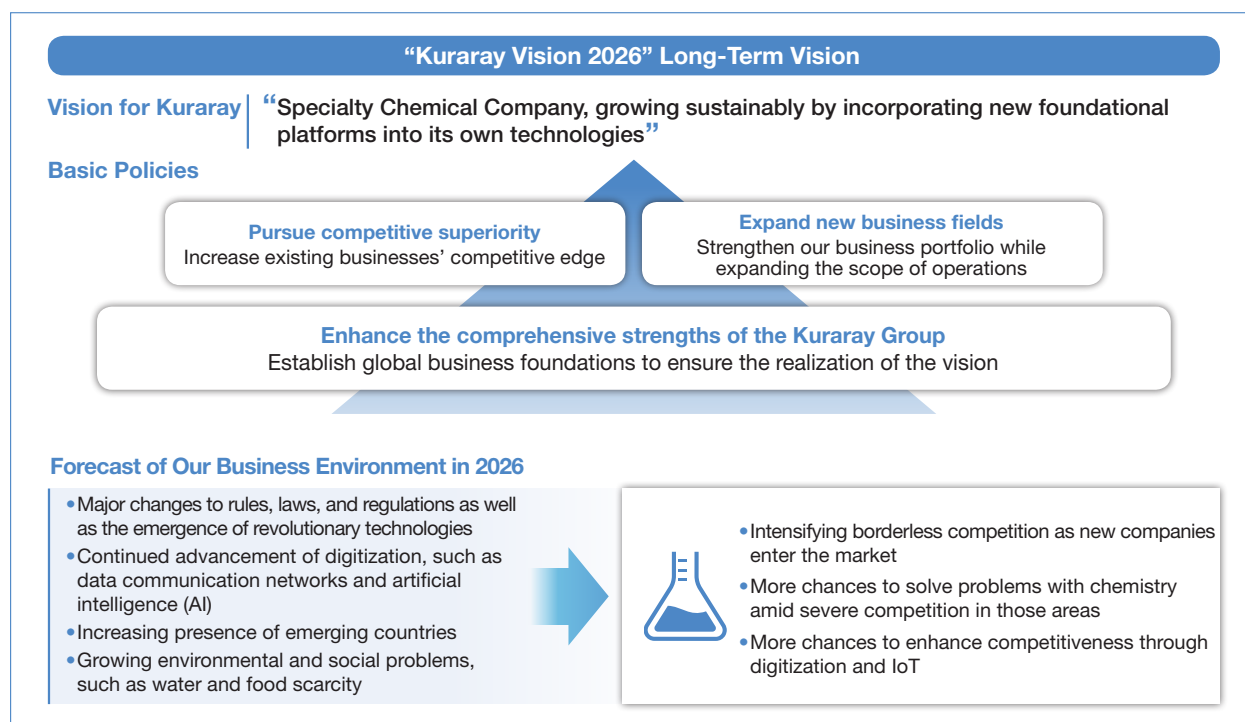 “Kuraray Vision 2026” Long-Term Vision
Vision for Kuraray
“Specialty Chemical Company, growing sustainably by incorporating new foundational
platforms into its own technologies”
Basic Policies
Pursue competitive superiority
Increase existing businesses’ competitive edge
Expand new business fields
Strengthen our business portfolio while
expanding the scope of operations
Enhance the comprehensive strengths of the Kuraray Group
Establish global business foundations to ensure the realization of the vision
Forecast of Our Business Environment in 2026
•Major changes to rules, laws, and regulations as well
as the emergence of revolutionary technologies
•Continued advancement of digitization, such as
data communication networks and artificial
intelligence (AI)
•Increasing presence of emerging countries
•Growing environmental and social problems,
such as water and food scarcity
•Intensifying borderless competition as new companies
enter the market
•More chances to solve problems with chemistry
amid severe competition in those areas
•More chances to enhance competitiveness through
digitization and IoT